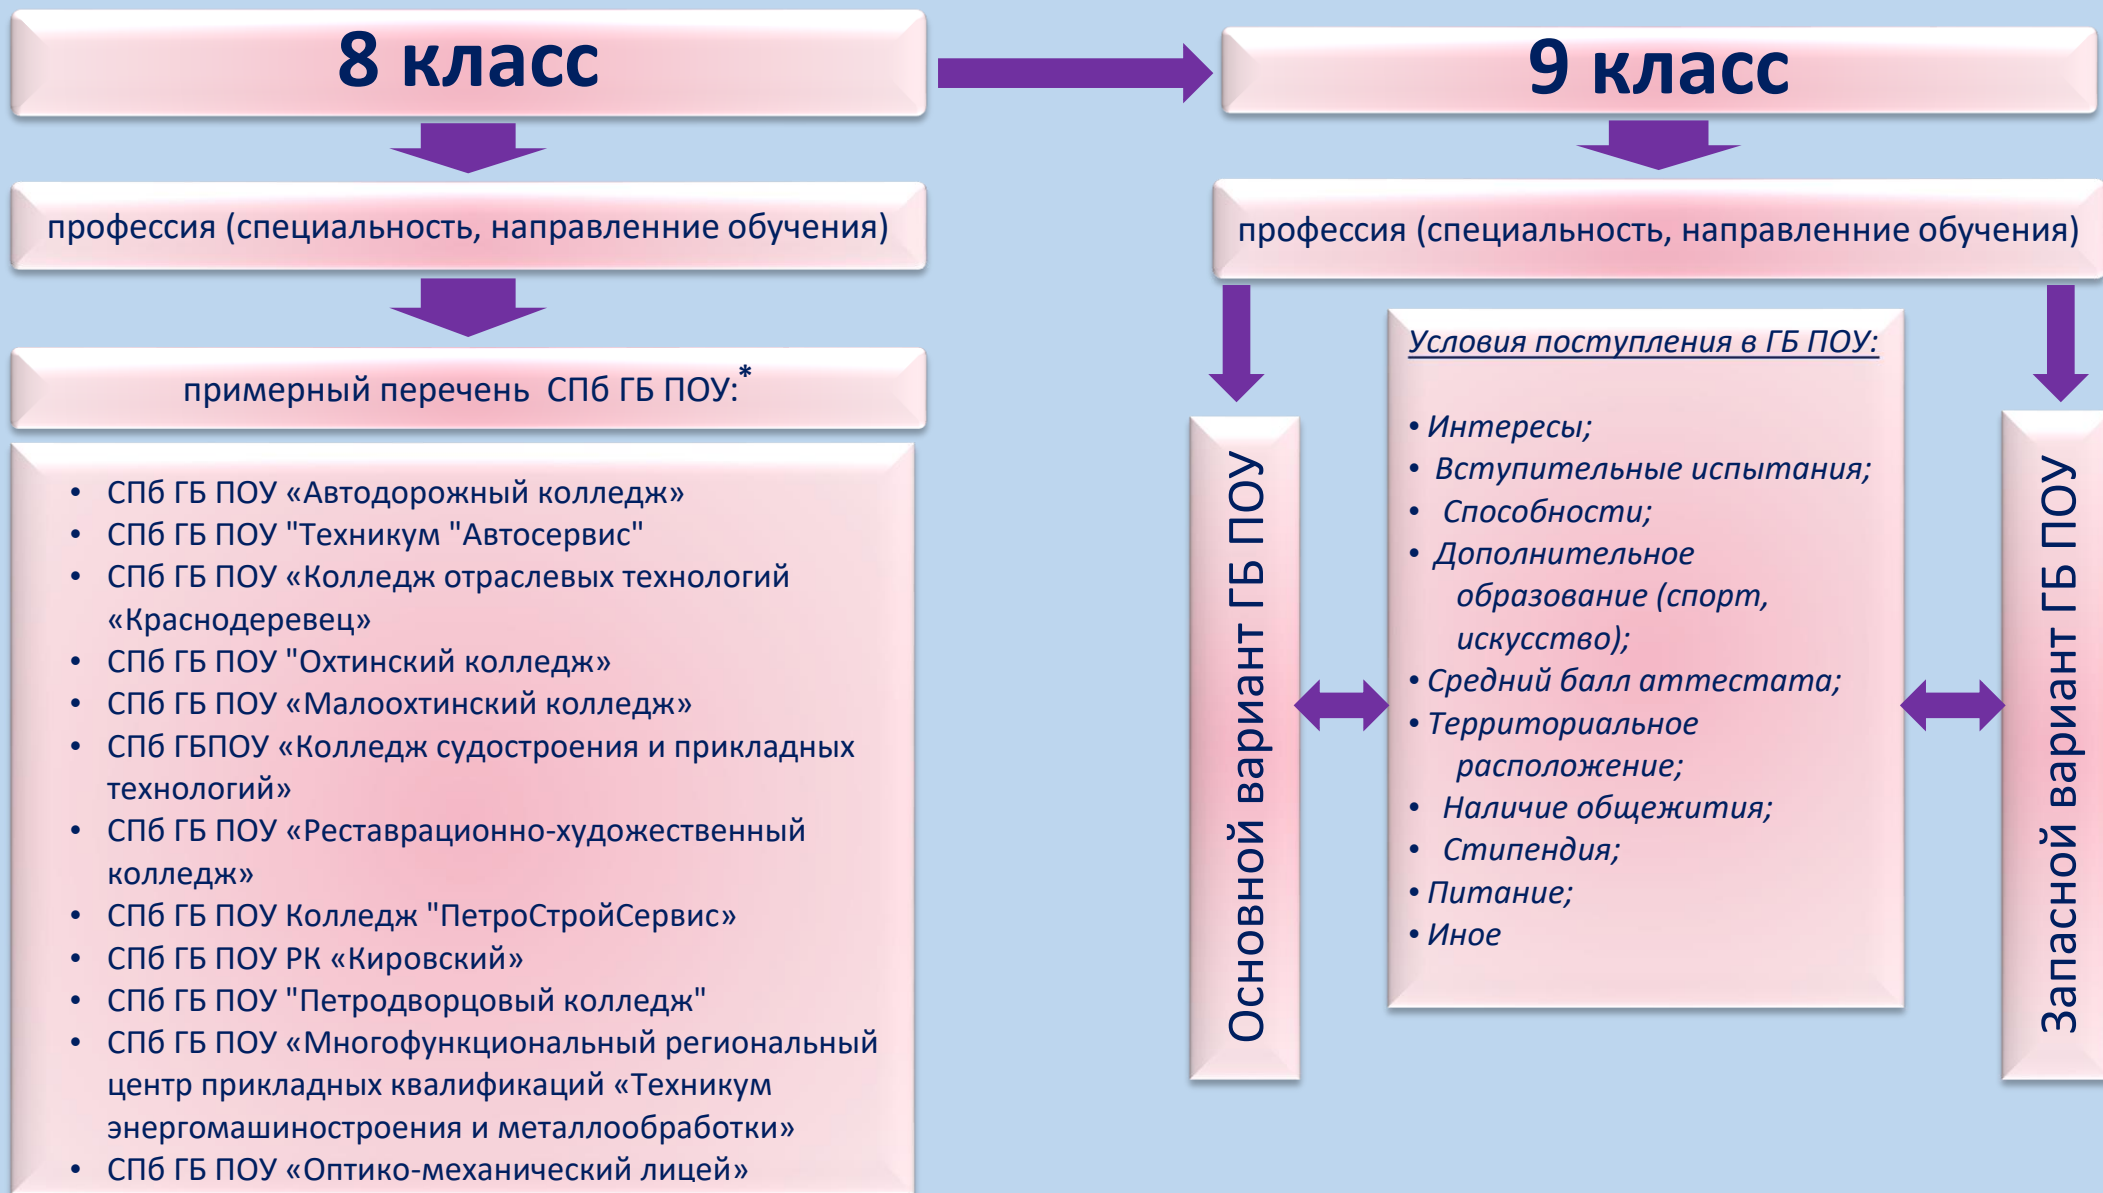 8 класс
профессия (специальность, направленние обучения)
примерный перечень СПб ГБ ПОУ:*
• СПб ГБ ПОУ «Автодорожный колледж»
• СПб ГБ ПОУ "Техникум "Автосервис"
• СПб ГБ ПОУ «Колледж отраслевых технологий
«Краснодеревец»
• СПб ГБ ПОУ "Охтинский колледж»
• СПб ГБ ПОУ «Малоохтинский колледж»
• СПб ГБПОУ «Колледж судостроения и прикладных
технологий»
• СПб ГБ ПОУ «Реставрационно-художественный
колледж»
• СПб ГБ ПОУ Колледж "ПетроСтройСервис»
• СПб ГБ ПОУ РК «Кировский»
• СПб ГБ ПОУ "Петродворцовый колледж"
• СПб ГБ ПОУ «Многофункциональный региональный
центр прикладных квалификаций «Техникум
энергомашиностроения и металлообработки»
• СПб ГБ ПОУ «Оптико-механический лицей»
9 класс
профессия (специальность, направленние обучения)
Основной вариант ГБ ПОУ
Условия поступления в ГБ ПОУ:
• Интересы;
• Вступительные испытания;
• Способности;
• Дополнительное
образование (спорт,
искусство);
• Средний балл аттестата;
• Территориальное
расположение;
• Наличие общежития;
• Стипендия;
• Питание;
• Иное
Запасной вариант ГБ ПОУ